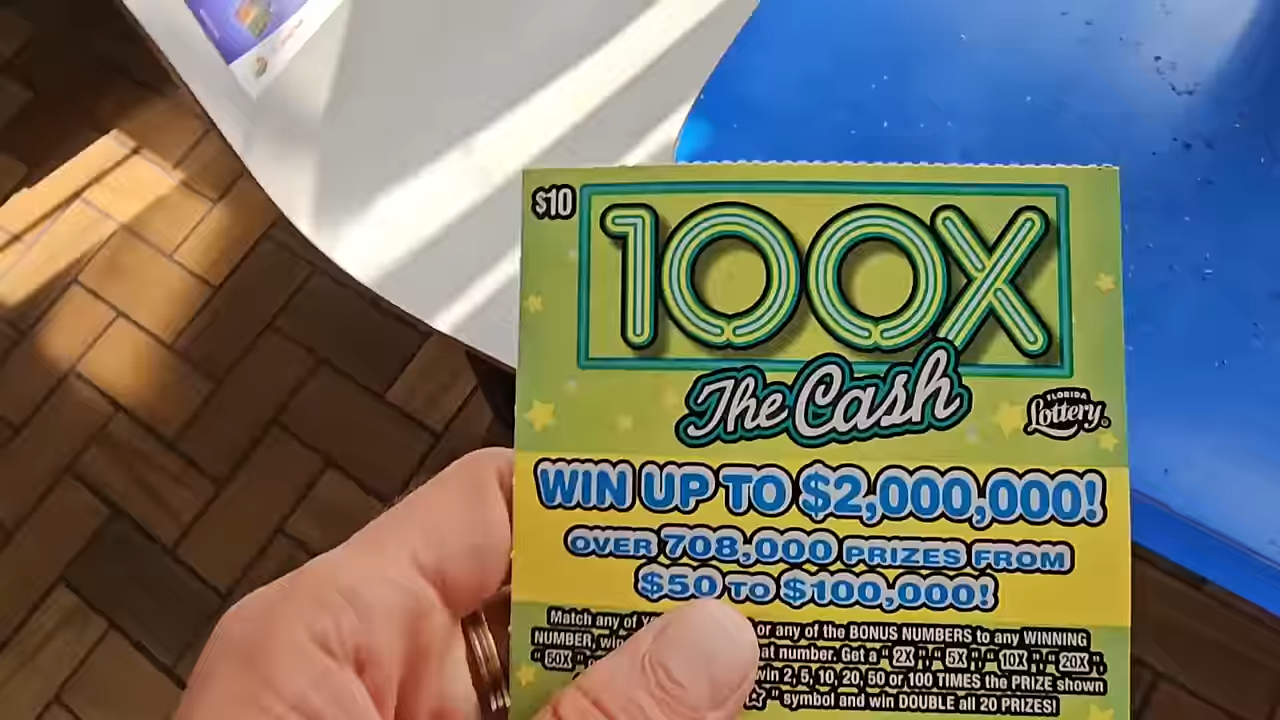 $10
100X
The Cash
FLORIDA
Lottery®
WIN UP TO $2,000,000!
OVER 708,000 PRIZES FROM
$50 TO $100,000!
Match any of or any of the BONUS NUMBERS to any WINNING
NUMBER, number. Get a "2X", "5X", "10X", "20X",
"50X" win 2, 5, 10, 20, 50 or 100 TIMES the PRIZE shown
" symbol and win DOUBLE all 20 PRIZES!